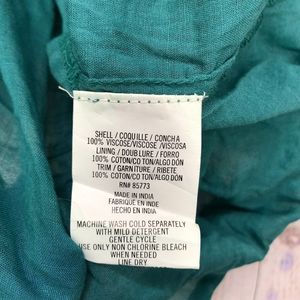 SHELL / COQUILLE / CONCHA
100% VISCOSE/VISCOSE /VISCOSA
LINING / DOUBLURE / FORRO
100% COTTON/COTON/ALGODÓN
TRIM / GARNITURE / RIBETE
100% COTTON/COTON/ALGODÓN
RN# 85773
MADE IN INDIA
FABRIQUE EN INDE
HECHO EN INDIA
MACHINE WASH COLD SEPARATELY
WITH MILD DETERGENT
GENTLE CYCLE
USE ONLY NON CHLORINE BLEACH
WHEN NEEDED
LINE DRY